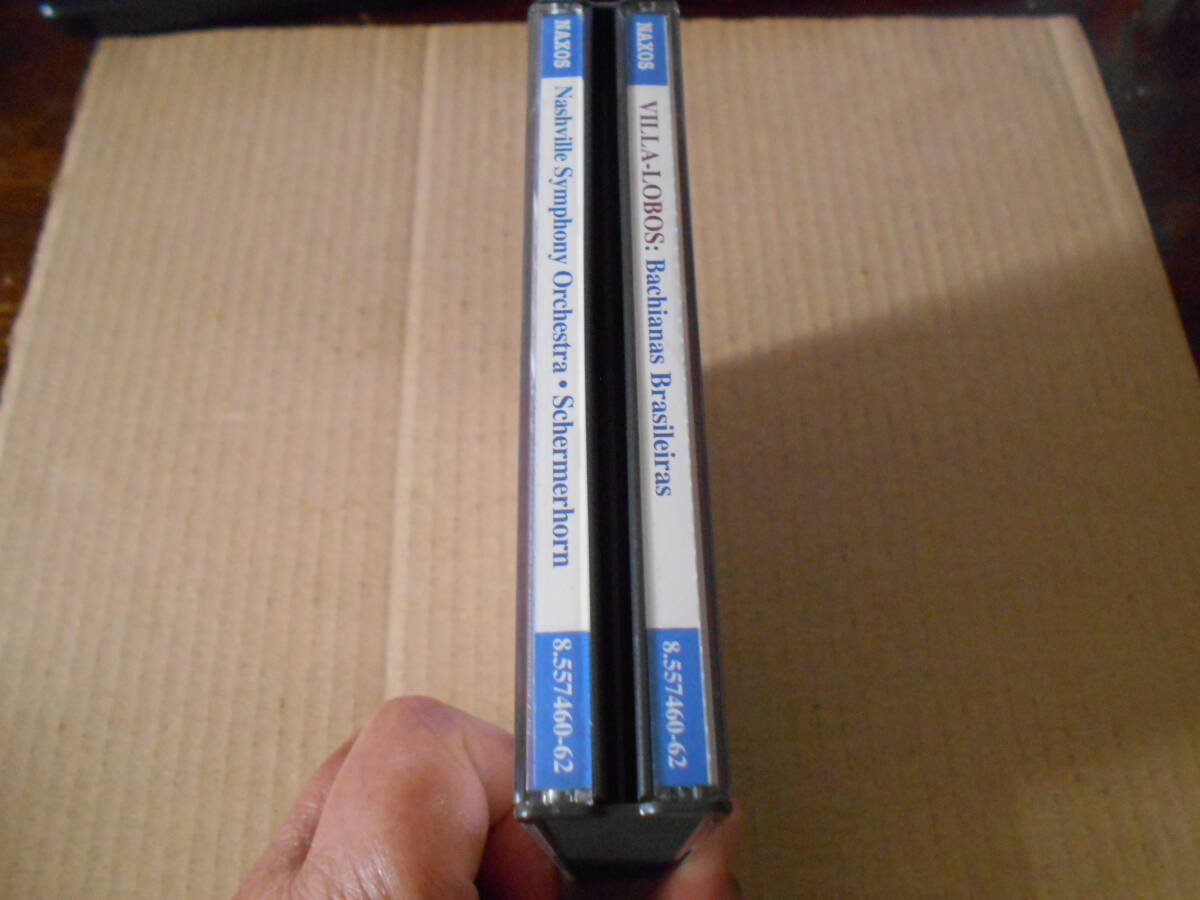 NAXOS
Nashville Symphony Orchestra • Schermerhorn
8.557460-62
NAXOS
VILLA-LOBOS: Bachianas Brasileiras
8.557460-62